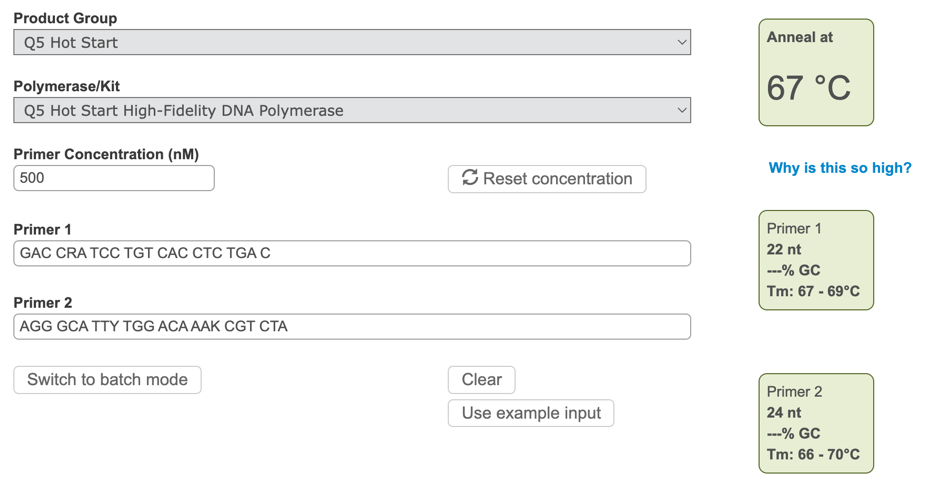 Product Group
Q5 Hot Start
Polymerase/Kit
Q5 Hot Start High-Fidelity DNA Polymerase
Primer Concentration (nM)
500
Reset concentration
Primer 1
GAC CRA TCC TGT CAC CTC TGA C
Primer 2
AGG GCA TTY TGG ACA AAK CGT CTA
Switch to batch mode
Clear
Use example input
Anneal at
67 °C
Why is this so high?
Primer 1
22 nt
---% GC
Tm: 67 - 69°C
Primer 2
24 nt
---% GC
Tm: 66 - 70°C